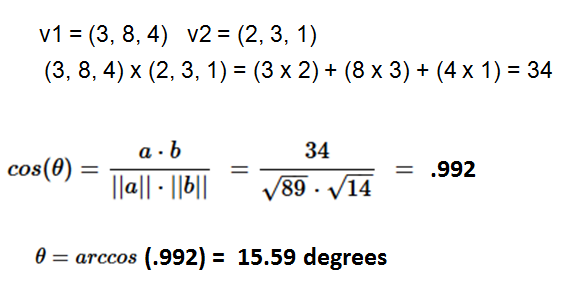 v1 = (3, 8, 4) v2 = (2, 3, 1)
(3, 8, 4) x (2, 3, 1) = (3 x 2) + (8 x 3) + (4 x 1) = 34
cos(θ) = a · b / ||a|| · ||b|| = 34 / √89 · √14 = .992
θ = arccos (.992) = 15.59 degrees